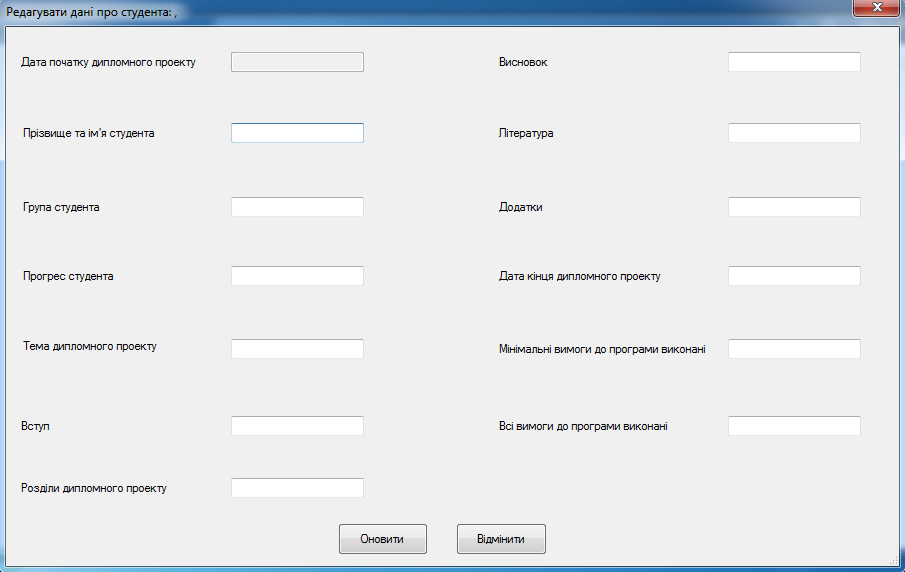 Редагувати дані про студента: ,
Дата початку дипломного проекту
Висновок
Прізвище та ім'я студента
Література
Група студента
Додатки
Прогрес студента
Дата кінця дипломного проекту
Тема дипломного проекту
Мінімальні вимоги до програми виконані
Вступ
Всі вимоги до програми виконані
Розділи дипломного проекту
Оновити
Відмінити